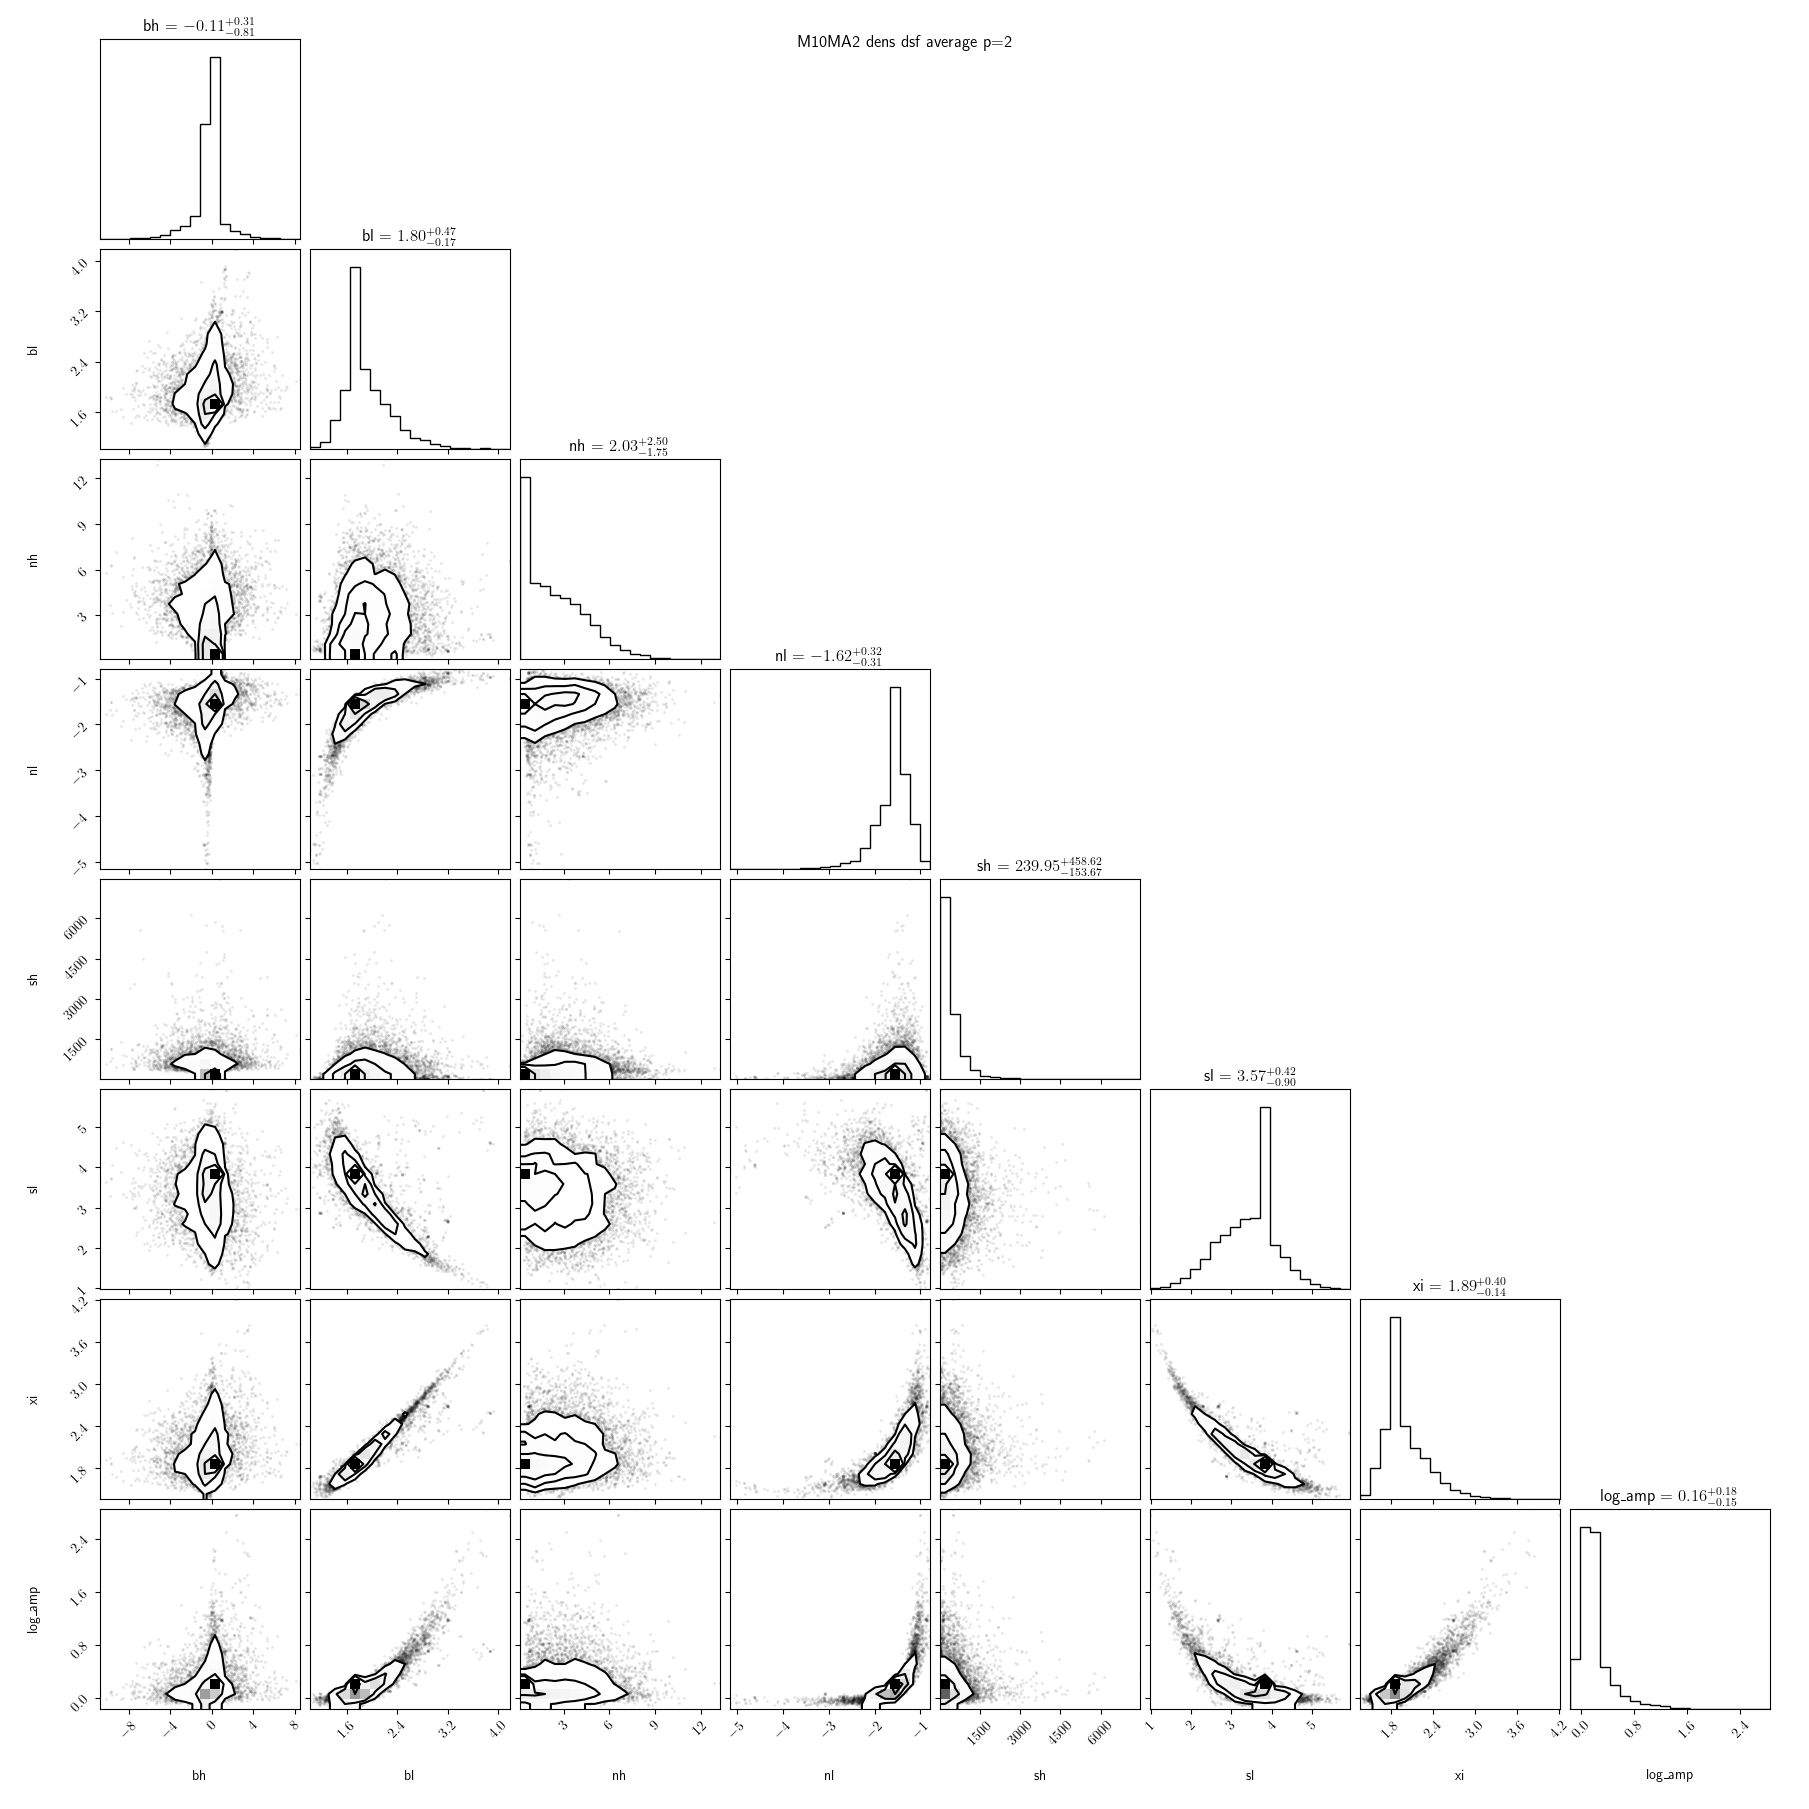 bh = −0.11+0.31−0.81
M10MA2 dens dsf average p=2
bl = 1.80+0.47−0.17
4.0
3.2
2.4
1.6
bl
nh = 2.03+2.50−1.75
12
9
6
3
nh
nl = −1.62+0.32−0.31
−1
−2
−3
−4
−5
nl
sh = 239.95+458.62−153.67
6000
4500
3000
1500
sh
sl = 3.57+0.42−0.90
5
4
3
2
1
sl
xi = 1.89+0.40−0.14
4.2
3.6
3.0
2.4
1.8
xi
log_amp = 0.16+0.18−0.15
2.4
1.6
0.8
0.0
log_amp
−8 −4 0 4 8 1.6 2.4 3.2 4.0 3 6 9 12 −5 −4 −3 −2 −1 1500 3000 4500 6000 1 2 3 4 5 1.8 2.4 3.0 3.6 4.2 0.0 0.8 1.6 2.4
bh bl nh nl sh sl xi log_amp